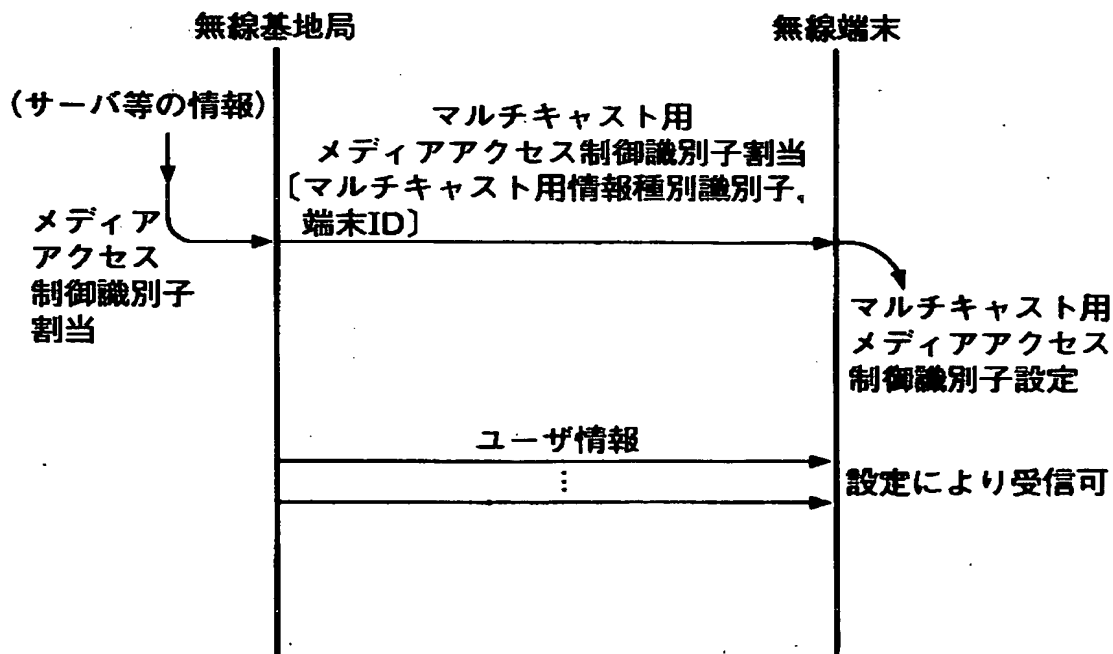 無線基地局
無線端末
(サーバ等の情報)
マルチキャスト用
メディアアクセス制御識別子割当
〔マルチキャスト用情報種別識別子,
端末ID〕
メディア
アクセス
制御識別子
割当
マルチキャスト用
メディアアクセス
制御識別子設定
ユーザ情報
⋮
設定により受信可